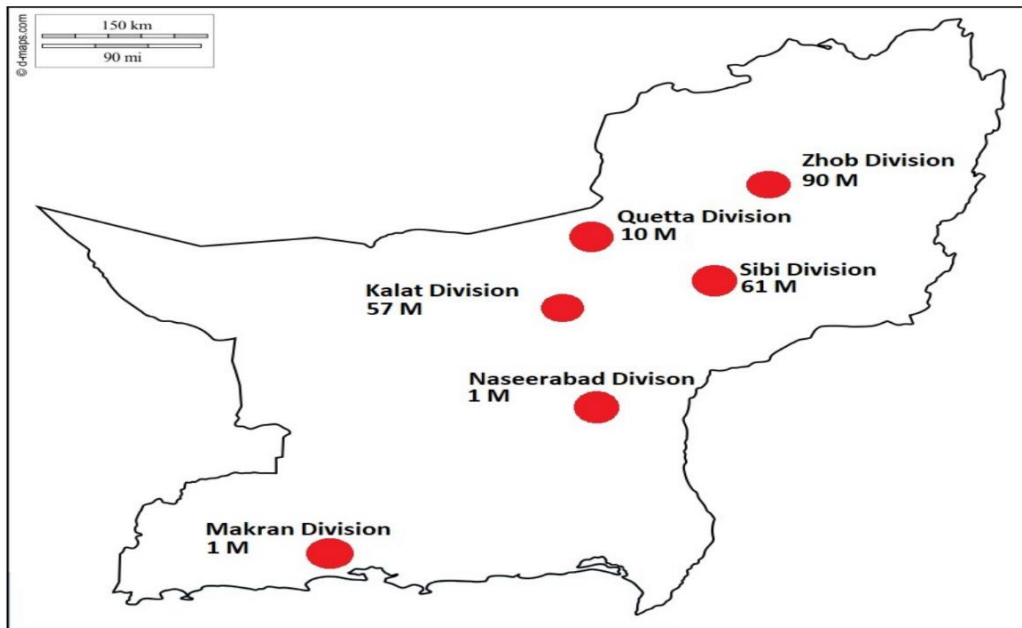 150 km
90 mi
© d-maps.com
Zhob Division
90 M
Quetta Division
10 M
Sibi Division
61 M
Kalat Division
57 M
Naseerabad Divison
1 M
Makran Division
1 M